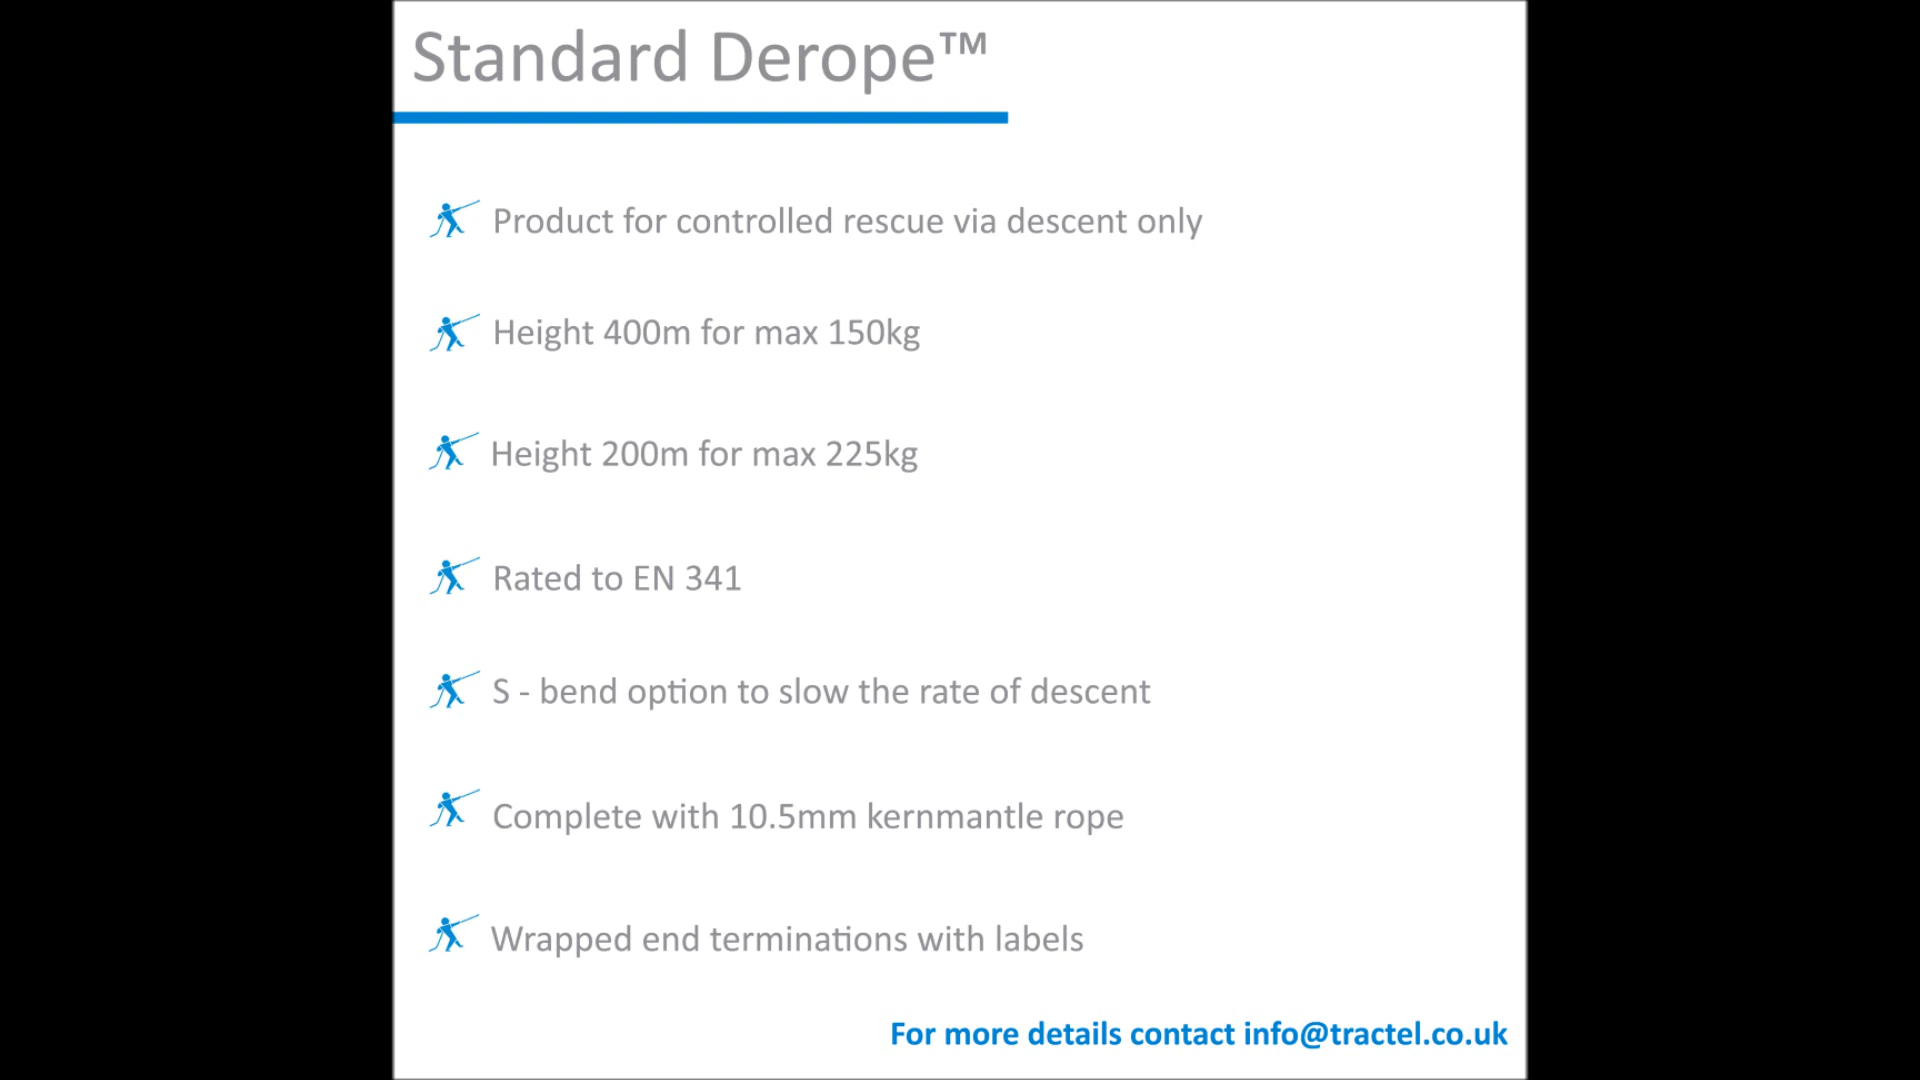 Standard Derope™
Product for controlled rescue via descent only
Height 400m for max 150kg
Height 200m for max 225kg
Rated to EN 341
S - bend option to slow the rate of descent
Complete with 10.5mm kernmantle rope
Wrapped end terminations with labels
For more details contact info@tractel.co.uk